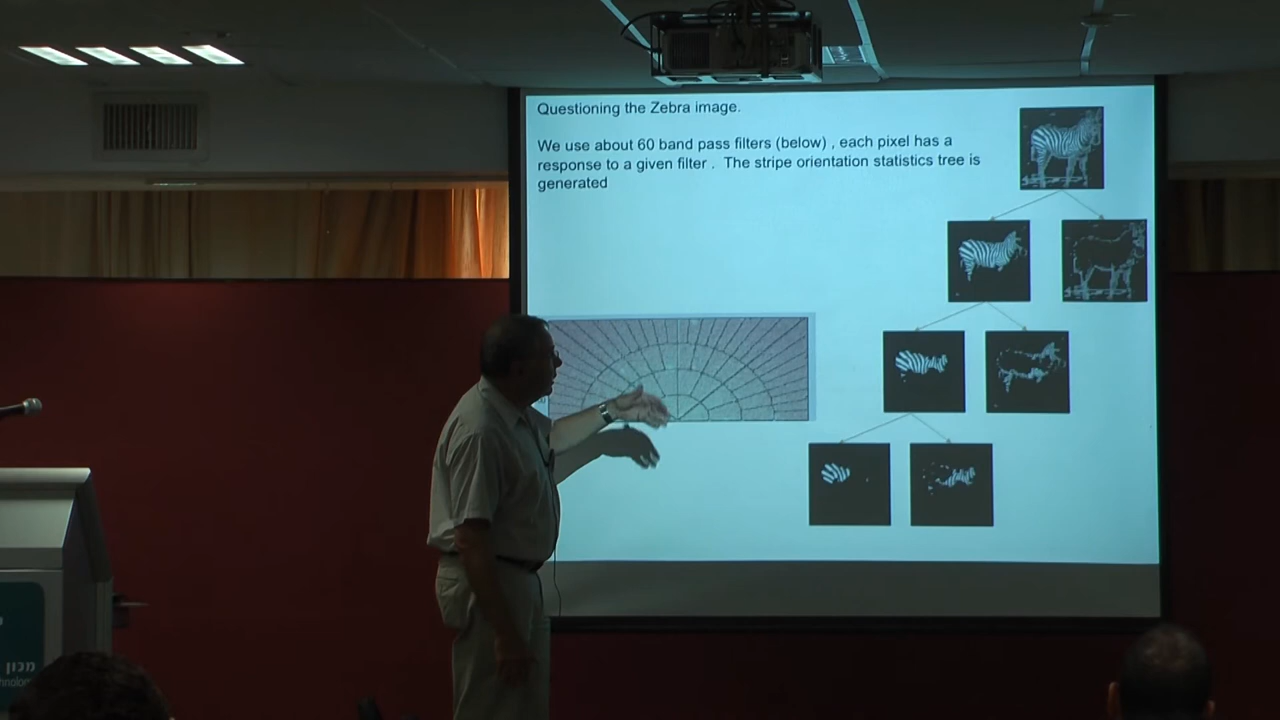 Questioning the Zebra image.
We use about 60 band pass filters (below) , each pixel has a
response to a given filter . The stripe orientation statistics tree is
generated
מכון